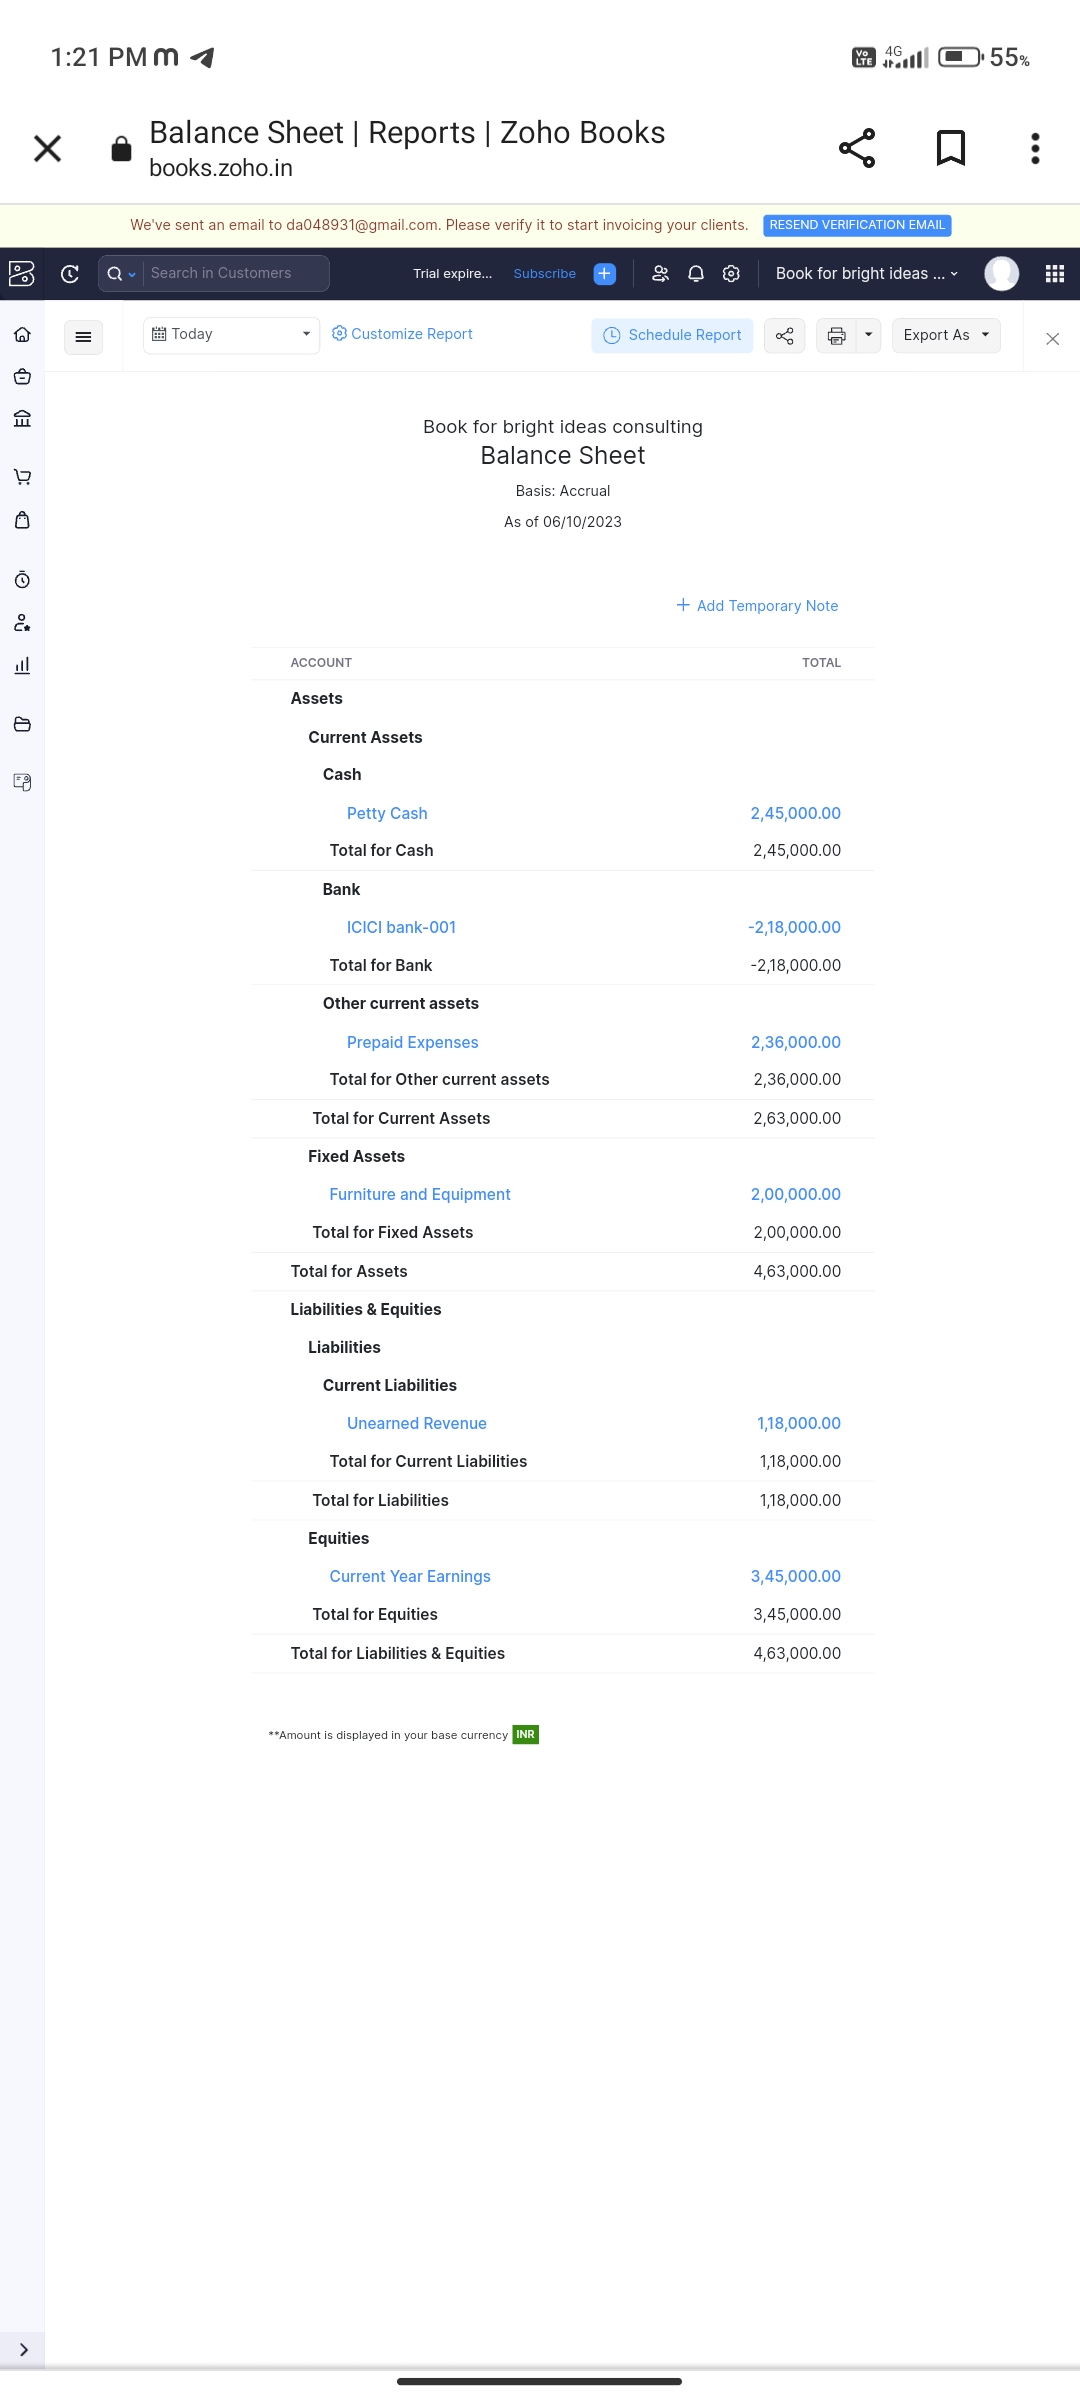 1:21 PM
Vo LTE 4G 55%
Balance Sheet | Reports | Zoho Books
books.zoho.in
We've sent an email to da048931@gmail.com. Please verify it to start invoicing your clients. RESEND VERIFICATION EMAIL
Search in Customers Trial expire... Subscribe Book for bright ideas ...
Today Customize Report Schedule Report Export As
Book for bright ideas consulting
Balance Sheet
Basis: Accrual
As of 06/10/2023
+ Add Temporary Note
ACCOUNT TOTAL
Assets
Current Assets
Cash
Petty Cash 2,45,000.00
Total for Cash 2,45,000.00
Bank
ICICI bank-001 -2,18,000.00
Total for Bank -2,18,000.00
Other current assets
Prepaid Expenses 2,36,000.00
Total for Other current assets 2,36,000.00
Total for Current Assets 2,63,000.00
Fixed Assets
Furniture and Equipment 2,00,000.00
Total for Fixed Assets 2,00,000.00
Total for Assets 4,63,000.00
Liabilities & Equities
Liabilities
Current Liabilities
Unearned Revenue 1,18,000.00
Total for Current Liabilities 1,18,000.00
Total for Liabilities 1,18,000.00
Equities
Current Year Earnings 3,45,000.00
Total for Equities 3,45,000.00
Total for Liabilities & Equities 4,63,000.00
**Amount is displayed in your base currency INR